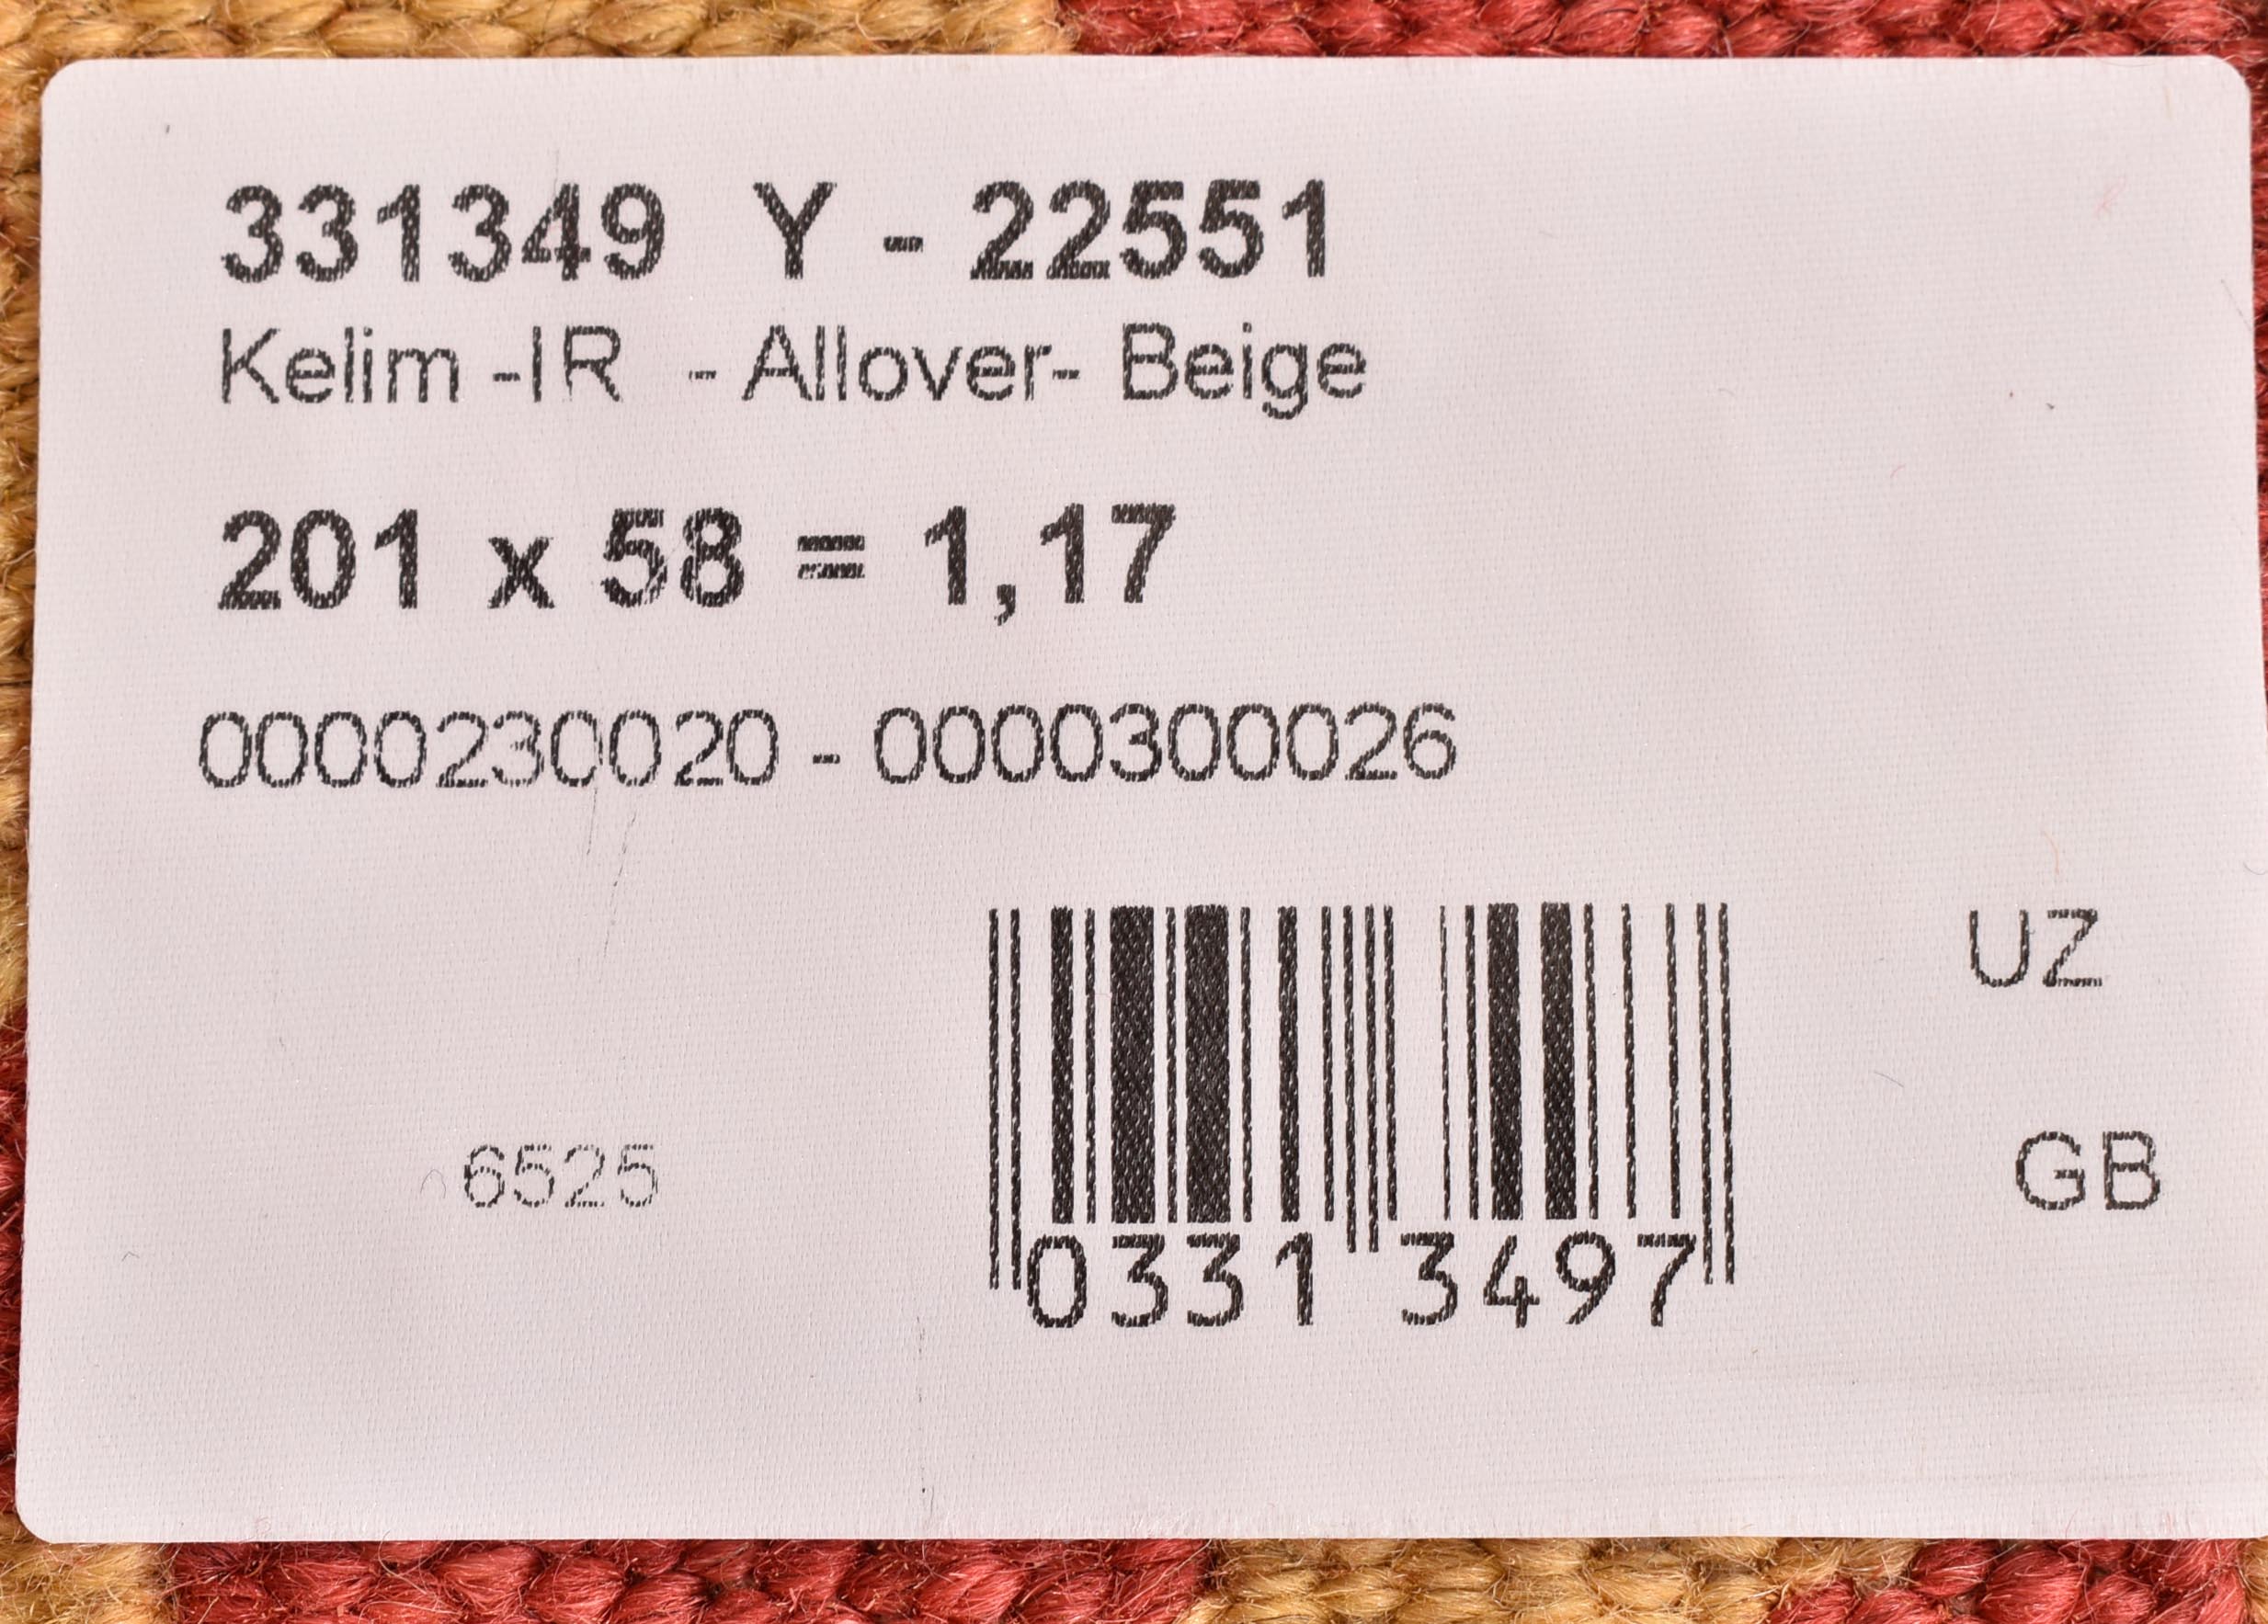 331349 Y - 22551
Kelim -IR - Allover- Beige
201 x 58 = 1,17
0000230020 - 0000300026
UZ
6525
GB
0331 3497